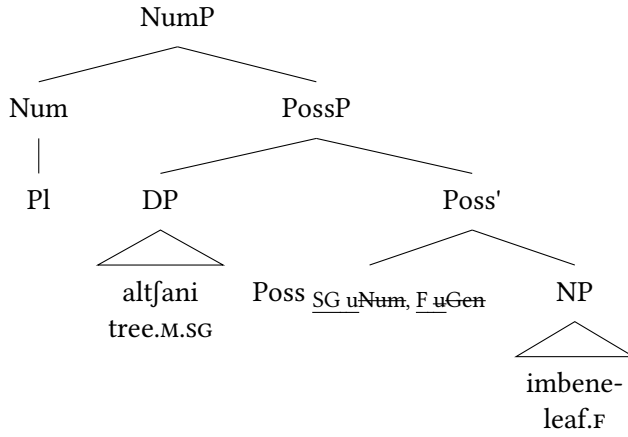 NumP
Num PossP
Pl DP Poss'
altʃani Poss SG uNum, F uGen NP
tree.M.SG
imbene-
leaf.F